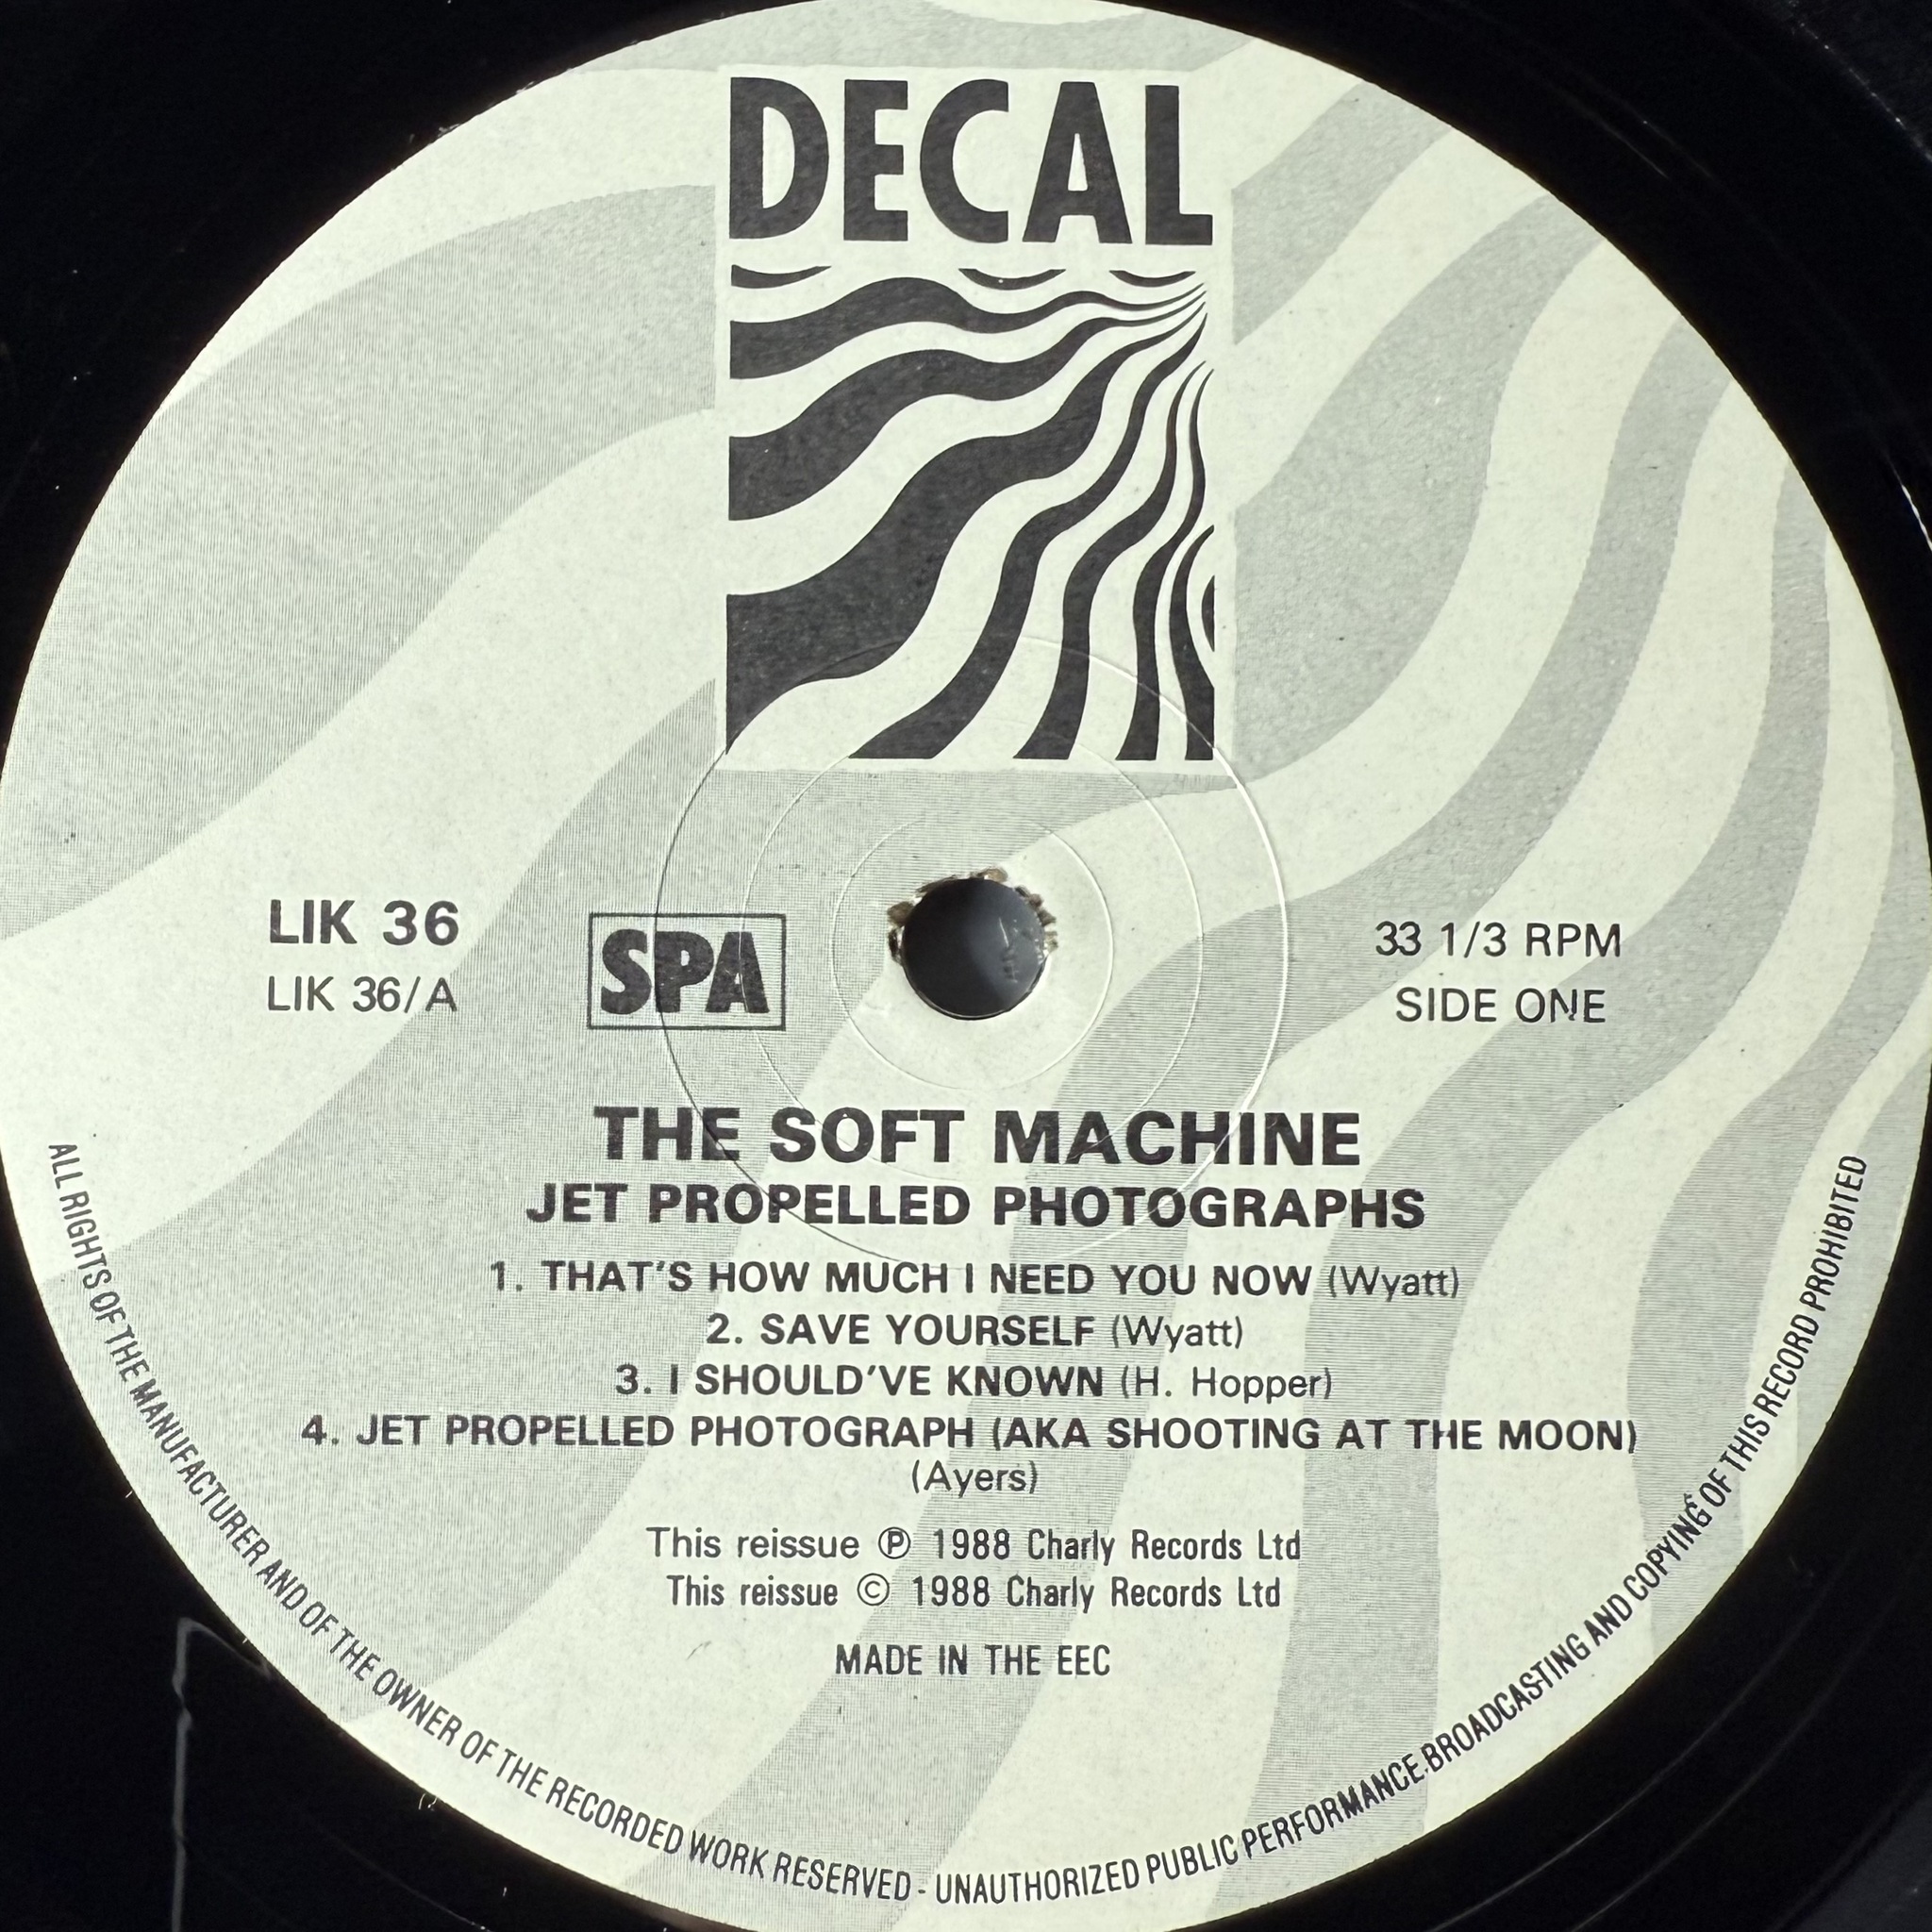 DECAL
LIK 36
LIK 36/A
SPA
33 1/3 RPM
SIDE ONE
THE SOFT MACHINE
JET PROPELLED PHOTOGRAPHS
1. THAT'S HOW MUCH I NEED YOU NOW (Wyatt)
2. SAVE YOURSELF (Wyatt)
3. I SHOULD'VE KNOWN (H. Hopper)
4. JET PROPELLED PHOTOGRAPH (AKA SHOOTING AT THE MOON)
(Ayers)
This reissue ℗ 1988 Charly Records Ltd
This reissue © 1988 Charly Records Ltd
MADE IN THE EEC
ALL RIGHTS OF THE MANUFACTURER AND OF THE OWNER OF THE RECORDED WORK RESERVED - UNAUTHORIZED PUBLIC PERFORMANCE.BROADCASTING AND COPYING OF THIS RECORD PROHIBITED